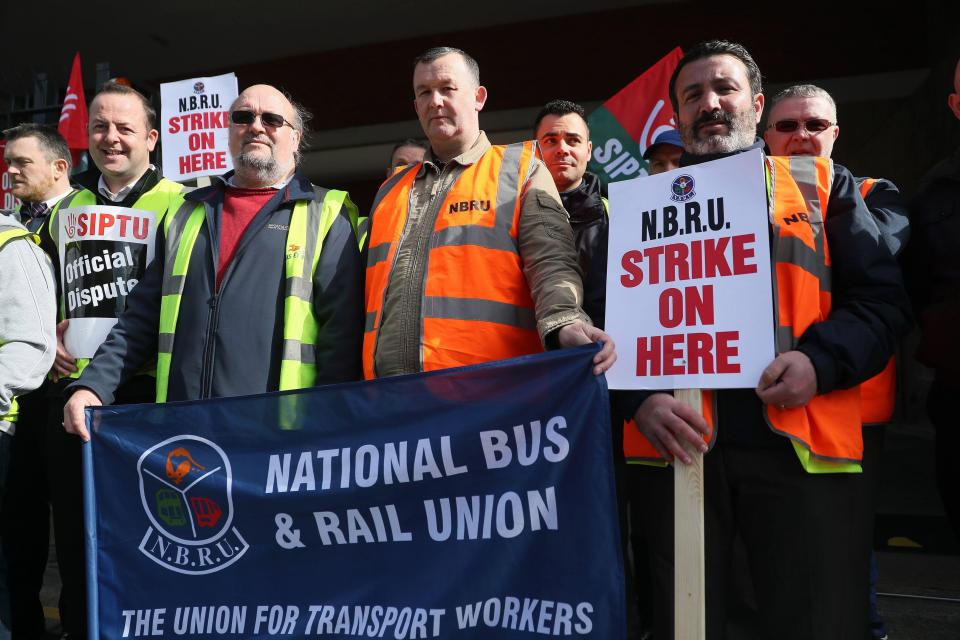 N.B.R.U.
STRIKE
ON
HERE
SIPTU
SIPTU
Official
Dispute
NBRU
N.B.R.U.
STRIKE
ON
HERE
NB
NATIONAL BUS
& RAIL UNION
N.B.R.U.
THE UNION FOR TRANSPORT WORKERS